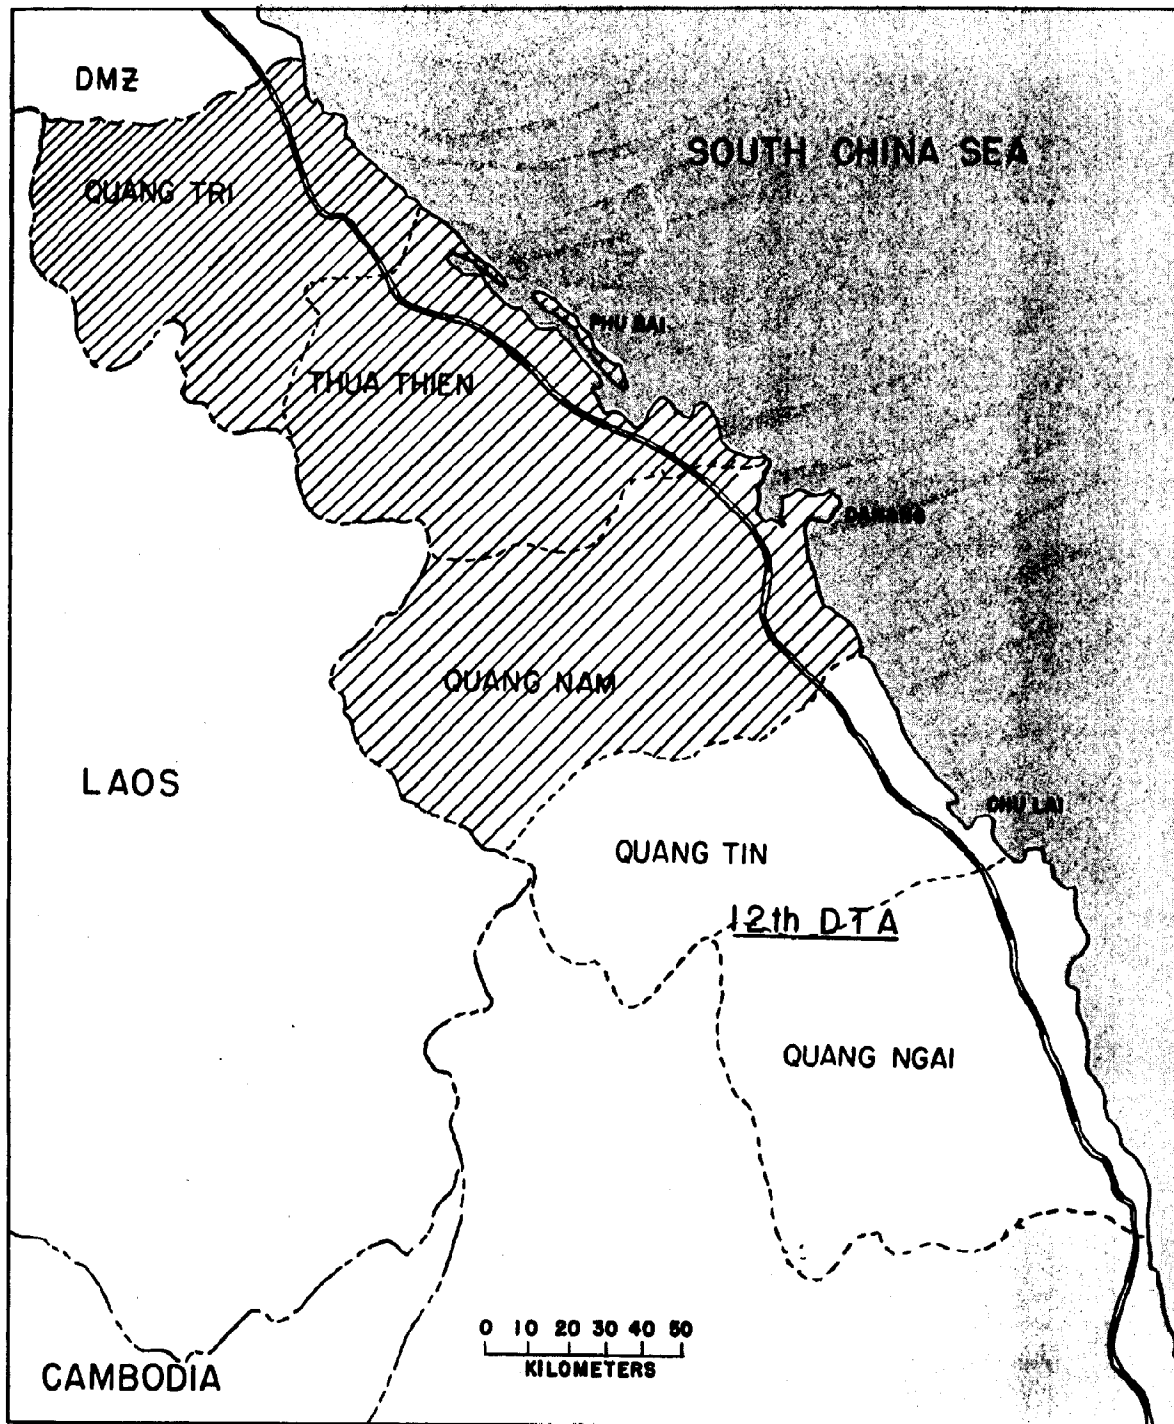 DMZ
SOUTH CHINA SEA
QUANG TRI
PHU BAI
THUA THIEN
DANANG
QUANG NAM
LAOS
CHU LAI
QUANG TIN
12th DTA
QUANG NGAI
0 10 20 30 40 50
KILOMETERS
CAMBODIA